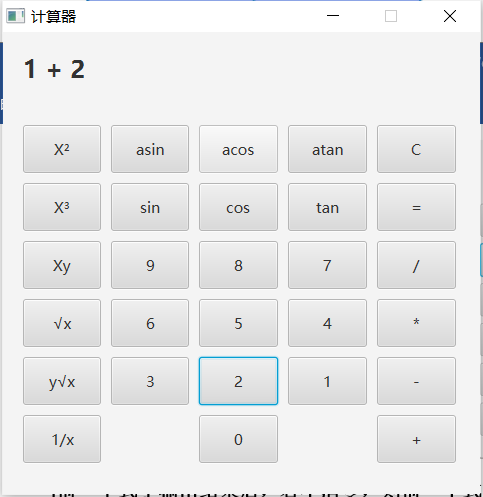 计算器
1 + 2
X² asin acos atan C
X³ sin cos tan =
Xy 9 8 7 /
√x 6 5 4 *
y√x 3 2 1 -
1/x 0 +